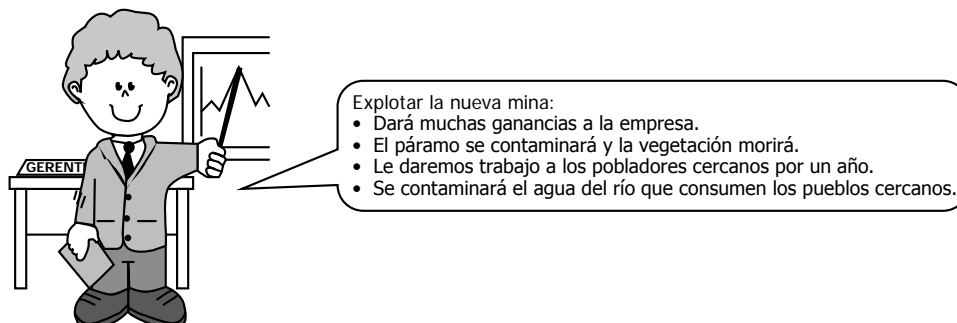 Explotar la nueva mina:
• Dará muchas ganancias a la empresa.
• El páramo se contaminará y la vegetación morirá.
• Le daremos trabajo a los pobladores cercanos por un año.
• Se contaminará el agua del río que consumen los pueblos cercanos.
GERENT